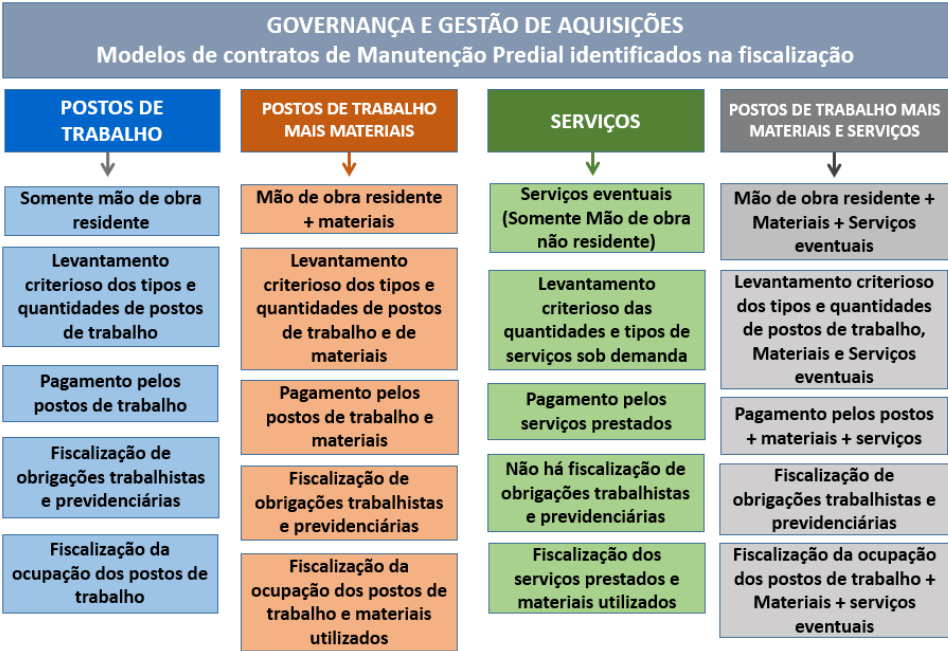 GOVERNANÇA E GESTÃO DE AQUISIÇÕES
Modelos de contratos de Manutenção Predial identificados na fiscalização
POSTOS DE
TRABALHO
Somente mão de obra
residente
Levantamento
criterioso dos tipos e
quantidades de postos
de trabalho
Pagamento pelos
postos de trabalho
Fiscalização de
obrigações trabalhistas
e previdenciárias
Fiscalização da
ocupação dos postos de
trabalho
POSTOS DE TRABALHO
MAIS MATERIAIS
Mão de obra residente
+ materiais
Levantamento
criterioso dos tipos e
quantidades de postos
de trabalho e de
materiais
Pagamento pelos
postos de trabalho e
materiais
Fiscalização de
obrigações trabalhistas
e previdenciárias
Fiscalização da
ocupação dos postos de
trabalho e materiais
utilizados
SERVIÇOS
Serviços eventuais
(Somente Mão de obra
não residente)
Levantamento
criterioso das
quantidades e tipos de
serviços sob demanda
Pagamento pelos
serviços prestados
Não há fiscalização de
obrigações trabalhistas
e previdenciárias
Fiscalização dos
serviços prestados e
materiais utilizados
POSTOS DE TRABALHO MAIS
MATERIAIS E SERVIÇOS
Mão de obra residente +
Materiais + Serviços
eventuais
Levantamento criterioso
dos tipos e quantidades
de postos de trabalho,
Materiais e Serviços
eventuais
Pagamento pelos postos
+ materiais + serviços
Fiscalização de
obrigações trabalhistas e
previdenciárias
Fiscalização da ocupação
dos postos de trabalho +
Materiais + serviços
eventuais